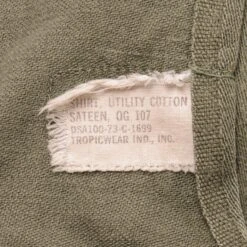 SHIRT, UTILITY COTTON
SATEEN, OG 107
DSA100-73-C-1699
TROPICWEAR IND., INC.